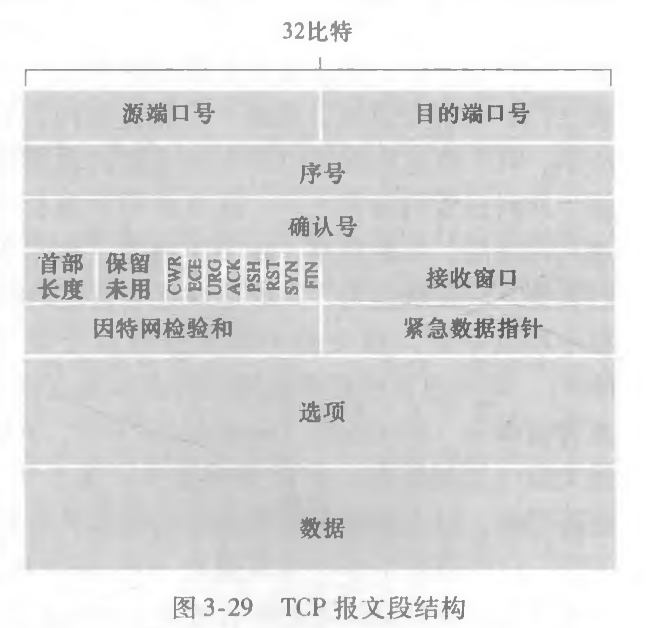 32比特
源端口号 目的端口号
序号
确认号
首部长度 保留未用 CWR ECE URG ACK PSH RST SYN FIN 接收窗口
因特网检验和 紧急数据指针
选项
数据
图 3-29 TCP 报文段结构